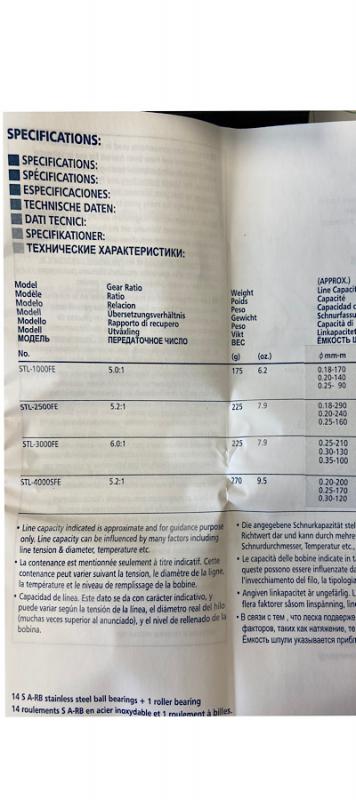 SPECIFICATIONS:
SPECIFICATIONS:
SPÉCIFICATIONS:
ESPECIFICACIONES:
TECHNISCHE DATEN:
DATI TECNICI:
SPECIFIKATIONER:
ТЕХНИЧЕСКИЕ ХАРАКТЕРИСТИКИ:
Model Gear Ratio Weight (APPROX.) Line Capacit
Modèle Ratio Poids Capacité
Modelo Relacion Peso Capacidad d
Modell Übersetzungsverhältnis Gewicht Schnurfassu
Modello Rapporto di recupero Peso Capacità di
Modell Utväxling Vikt Linkapacitet
МОДЕЛЬ ПЕРЕДАТОЧНОЕ ЧИСЛО ВЕС ЁМКОСТЬ Ш
No. (g) (oz.) ϕ mm-m
STL-1000FE 5.0:1 175 6.2 0.18-170
0.20-140
0.25- 90
STL-2500FE 5.2:1 225 7.9 0.18-290
0.20-240
0.25-160
STL-3000FE 6.0:1 225 7.9 0.25-210
0.30-130
0.35-100
STL-4000SFE 5.2:1 270 9.5 0.20-200
0.25-170
0.30-120
• Line capacity indicated is approximate and for guidance purpose
only. Line capacity can be influenced by many factors including
line tension & diameter, temperature etc.
• La contenance est mentionnée seulement à titre indicatif. Cette
contenance peut varier suivant la tension, le diamètre de la ligne,
la température et le niveau de remplissage de la bobine.
• Capacidad de línea. Este dato se da con carácter indicativo, y
puede variar según la tensión de la línea, el diámetro real del hilo
(muchas veces superior al anunciado), y el nivel de rellenado de la
bobina.
• Die angegebene Schnurkapazität stel
Richtwert dar und kann durch mehre
Schnurdurchmesser, Temperatur etc.,
• Le capacità delle bobine indicate in t
queste possono essere influenzate da
l'invecchiamento del filo, la tipologia
• Angiven linkapacitet är ungefärlig. L
flera faktorer såsom linspänning, line
• В связи с тем , что леска подверже
факторов, таких как натяжение, те
Ёмкость шпули указывается прибли
14 S A-RB stainless steel ball bearings + 1 roller bearing
14 roulements S A-RB en acier inoxydable et 1 roulement à billes.